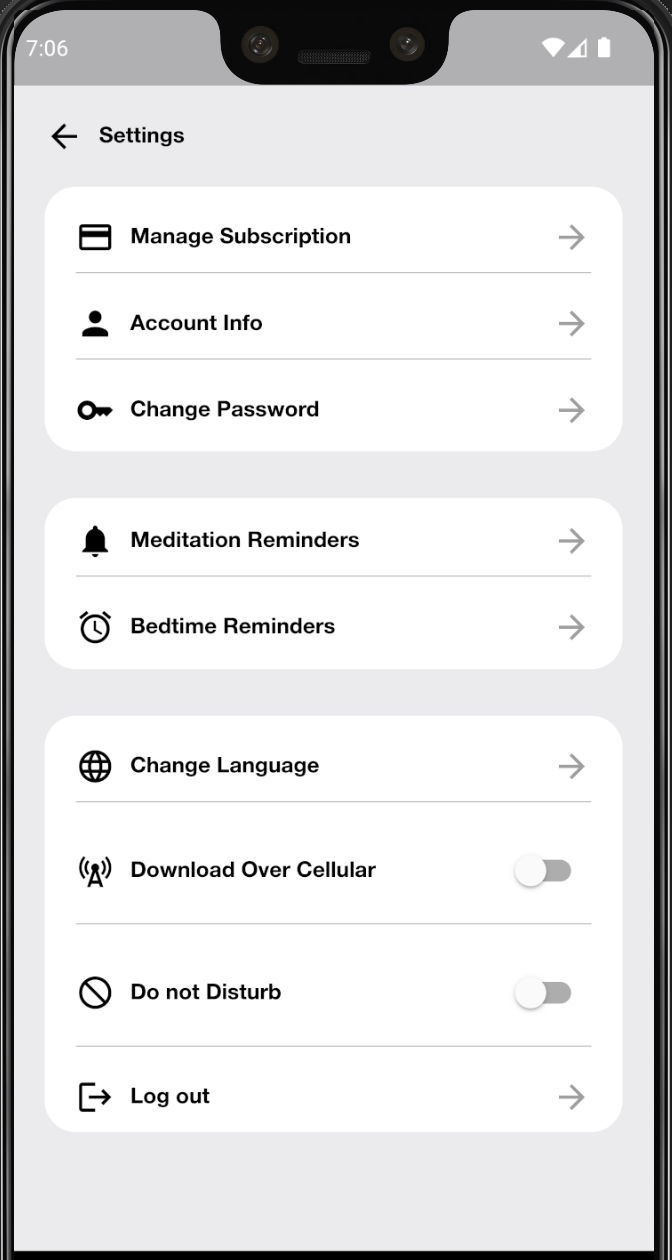 7:06
Settings
Manage Subscription
Account Info
Change Password
Meditation Reminders
Bedtime Reminders
Change Language
Download Over Cellular
Do not Disturb
Log out